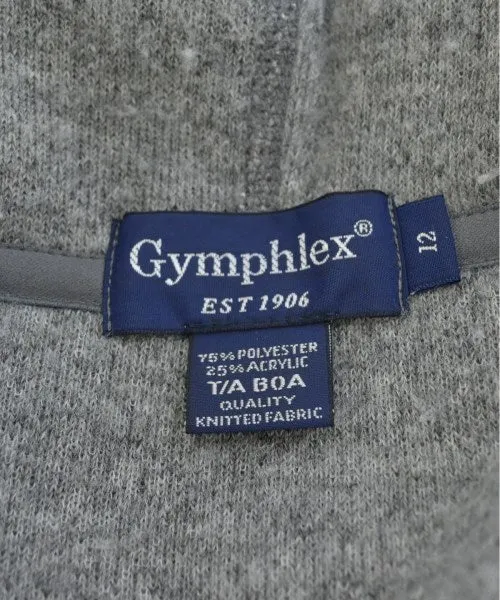 Gymphlex®
EST 1906
12
75% POLYESTER
25% ACRYLIC
T/A BOA
QUALITY
KNITTED FABRIC